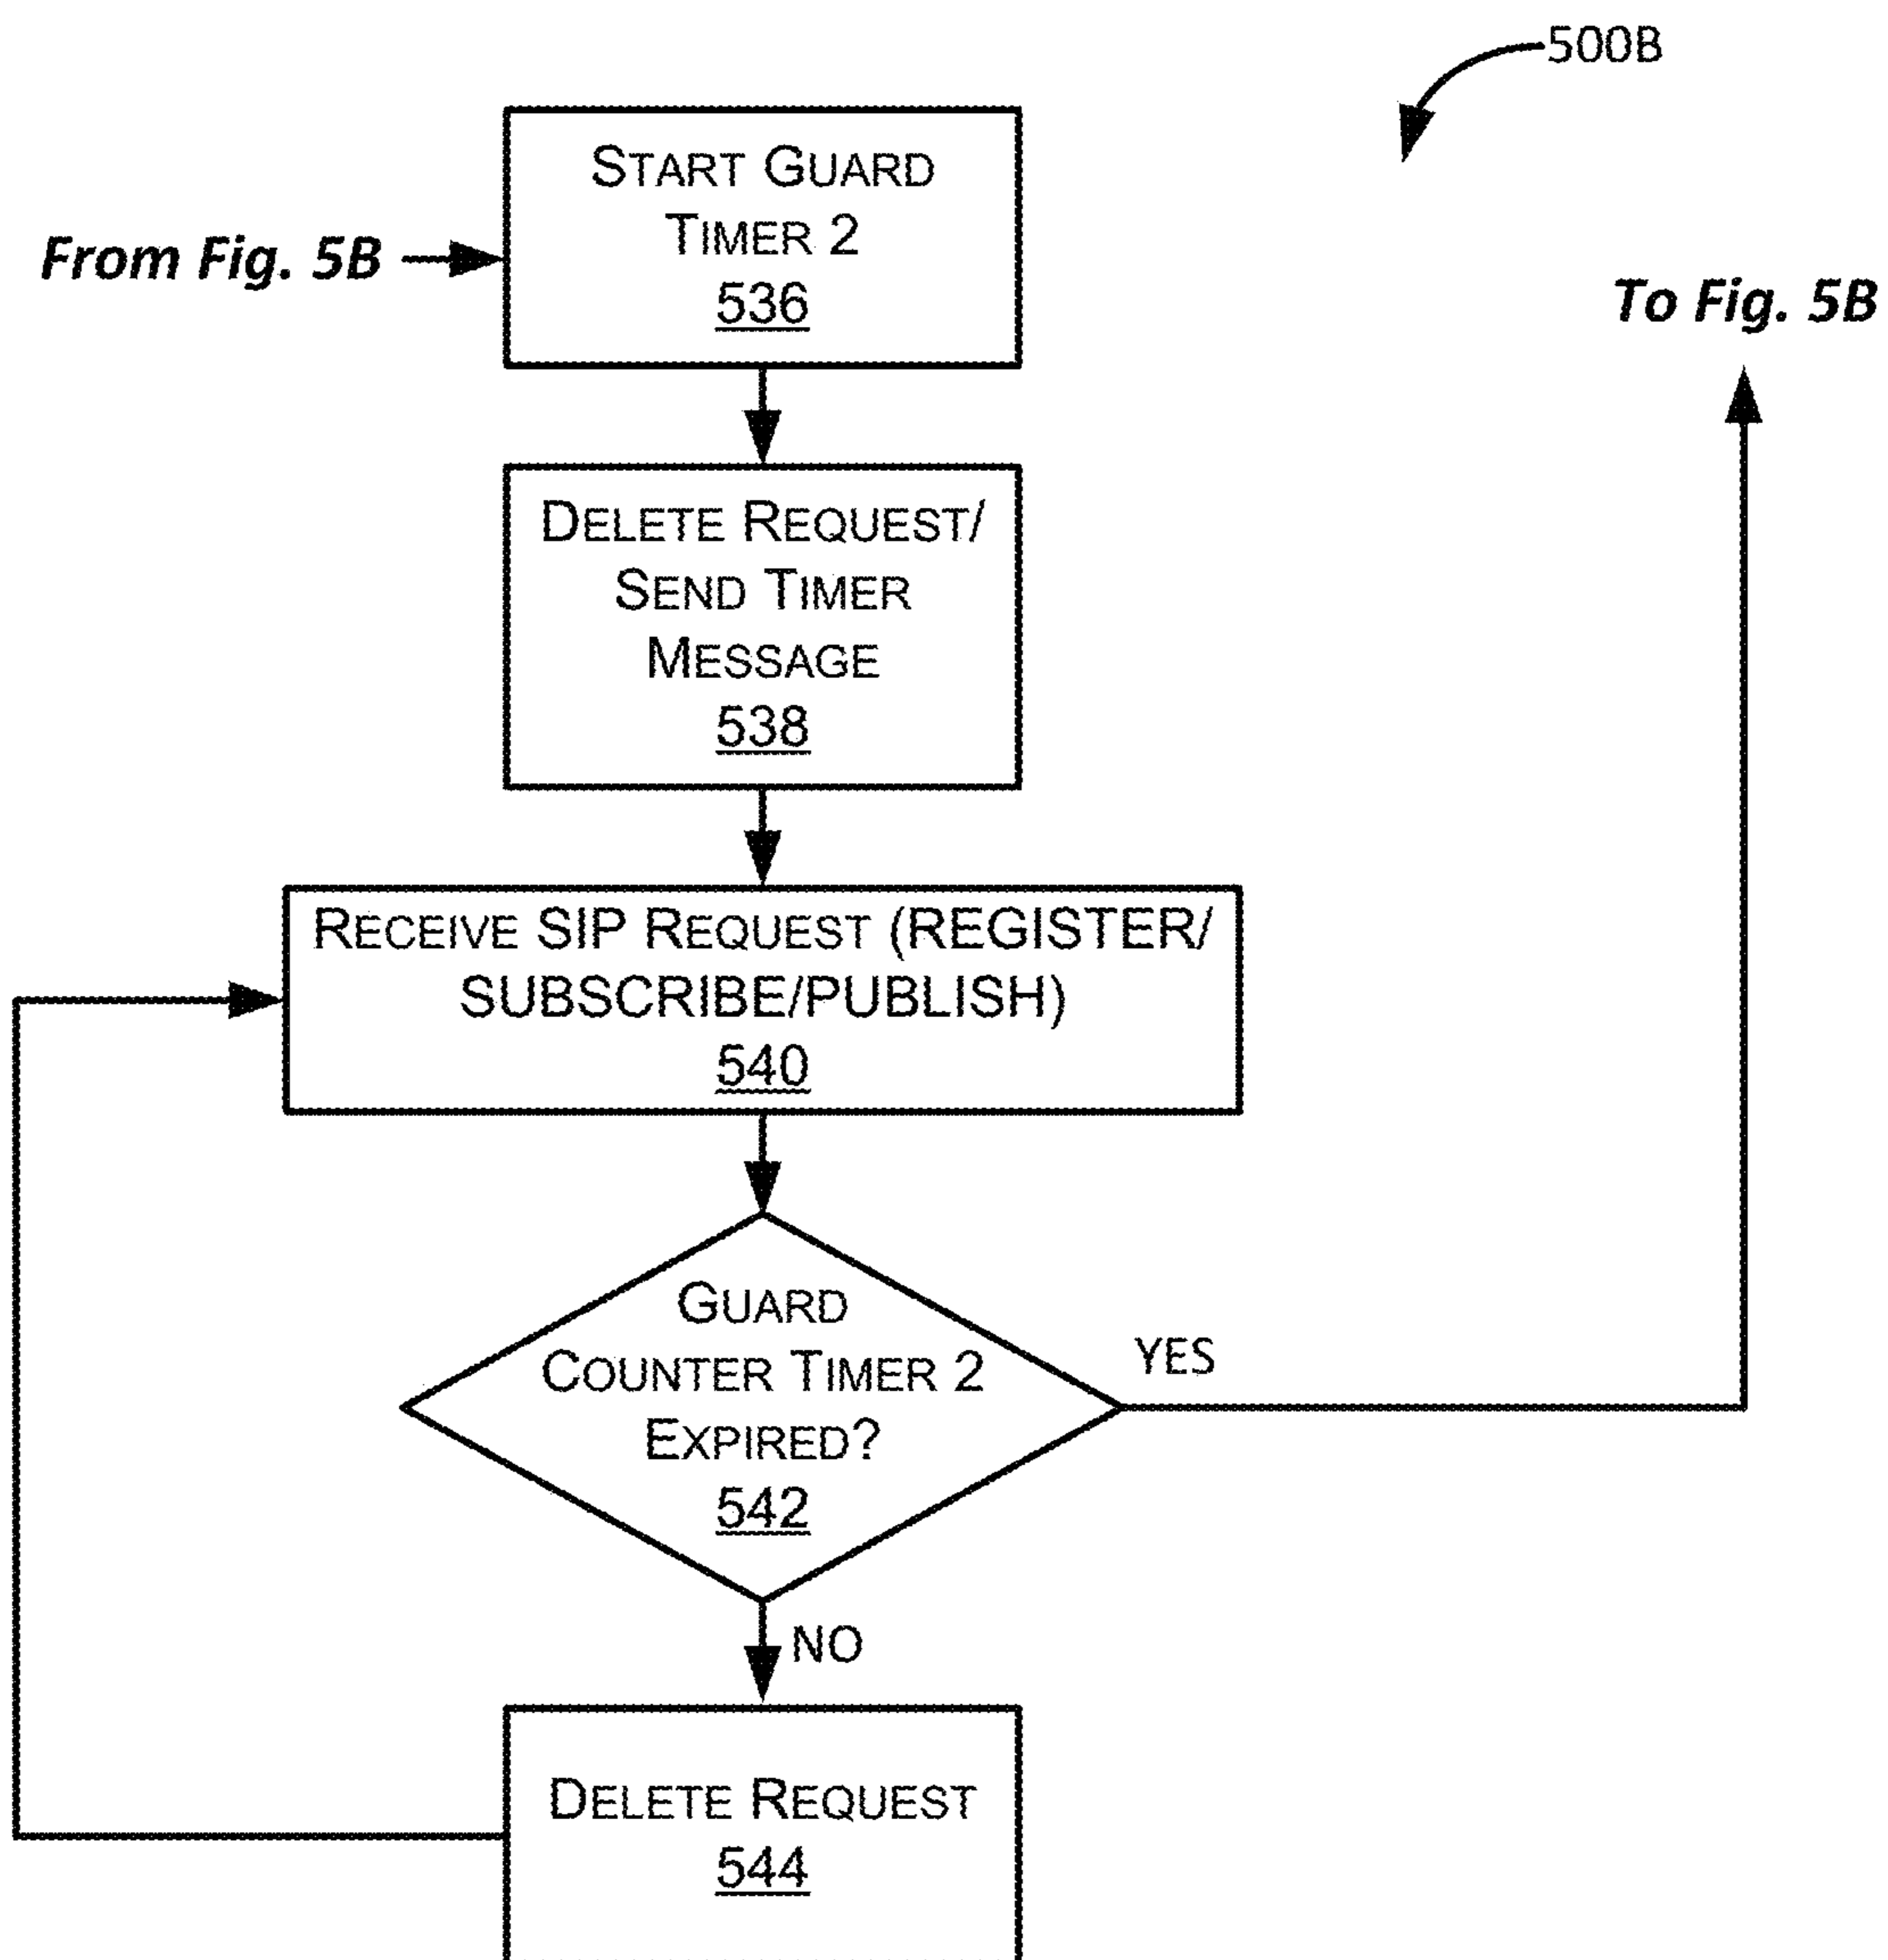 500B
START GUARD
TIMER 2
536
From Fig. 5B
To Fig. 5B
DELETE REQUEST/
SEND TIMER
MESSAGE
538
RECEIVE SIP REQUEST (REGISTER/
SUBSCRIBE/PUBLISH)
540
GUARD
COUNTER TIMER 2
EXPIRED?
542
YES
NO
DELETE REQUEST
544